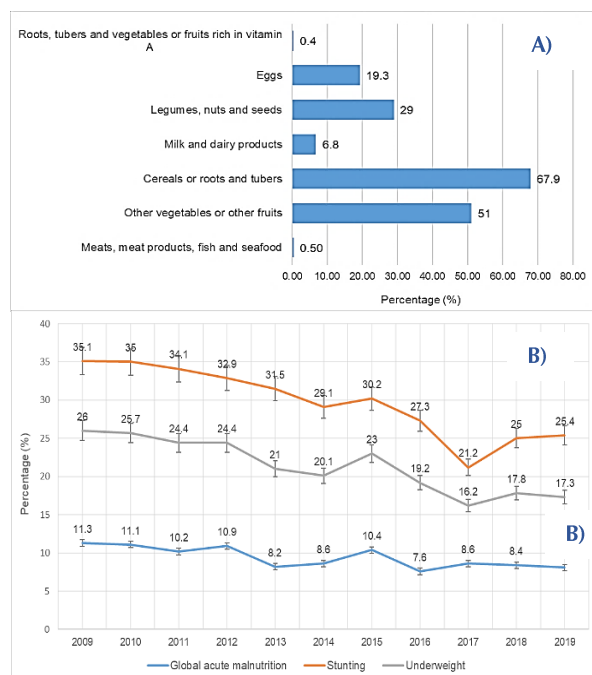 A)
Roots, tubers and vegetables or fruits rich in vitamin
A
0.4
Eggs
19.3
Legumes, nuts and seeds
29
Milk and dairy products
6.8
Cereals or roots and tubers
67.9
Other vegetables or other fruits
51
Meats, meat products, fish and seafood
0.50
0.00 10.00 20.00 30.00 40.00 50.00 60.00 70.00 80.00
Percentage (%)
B)
Percentage (%)
40
35
30
25
20
15
10
5
0
35.1 35 34.1 32.9 31.5 29.1 30.2 27.3 21.2 25 25.4
26 25.7 24.4 24.4 21 20.1 23 19.2 16.2 17.8 17.3
B)
11.3 11.1 10.2 10.9 8.2 8.6 10.4 7.6 8.6 8.4
2009 2010 2011 2012 2013 2014 2015 2016 2017 2018 2019
Global acute malnutrition Stunting Underweight